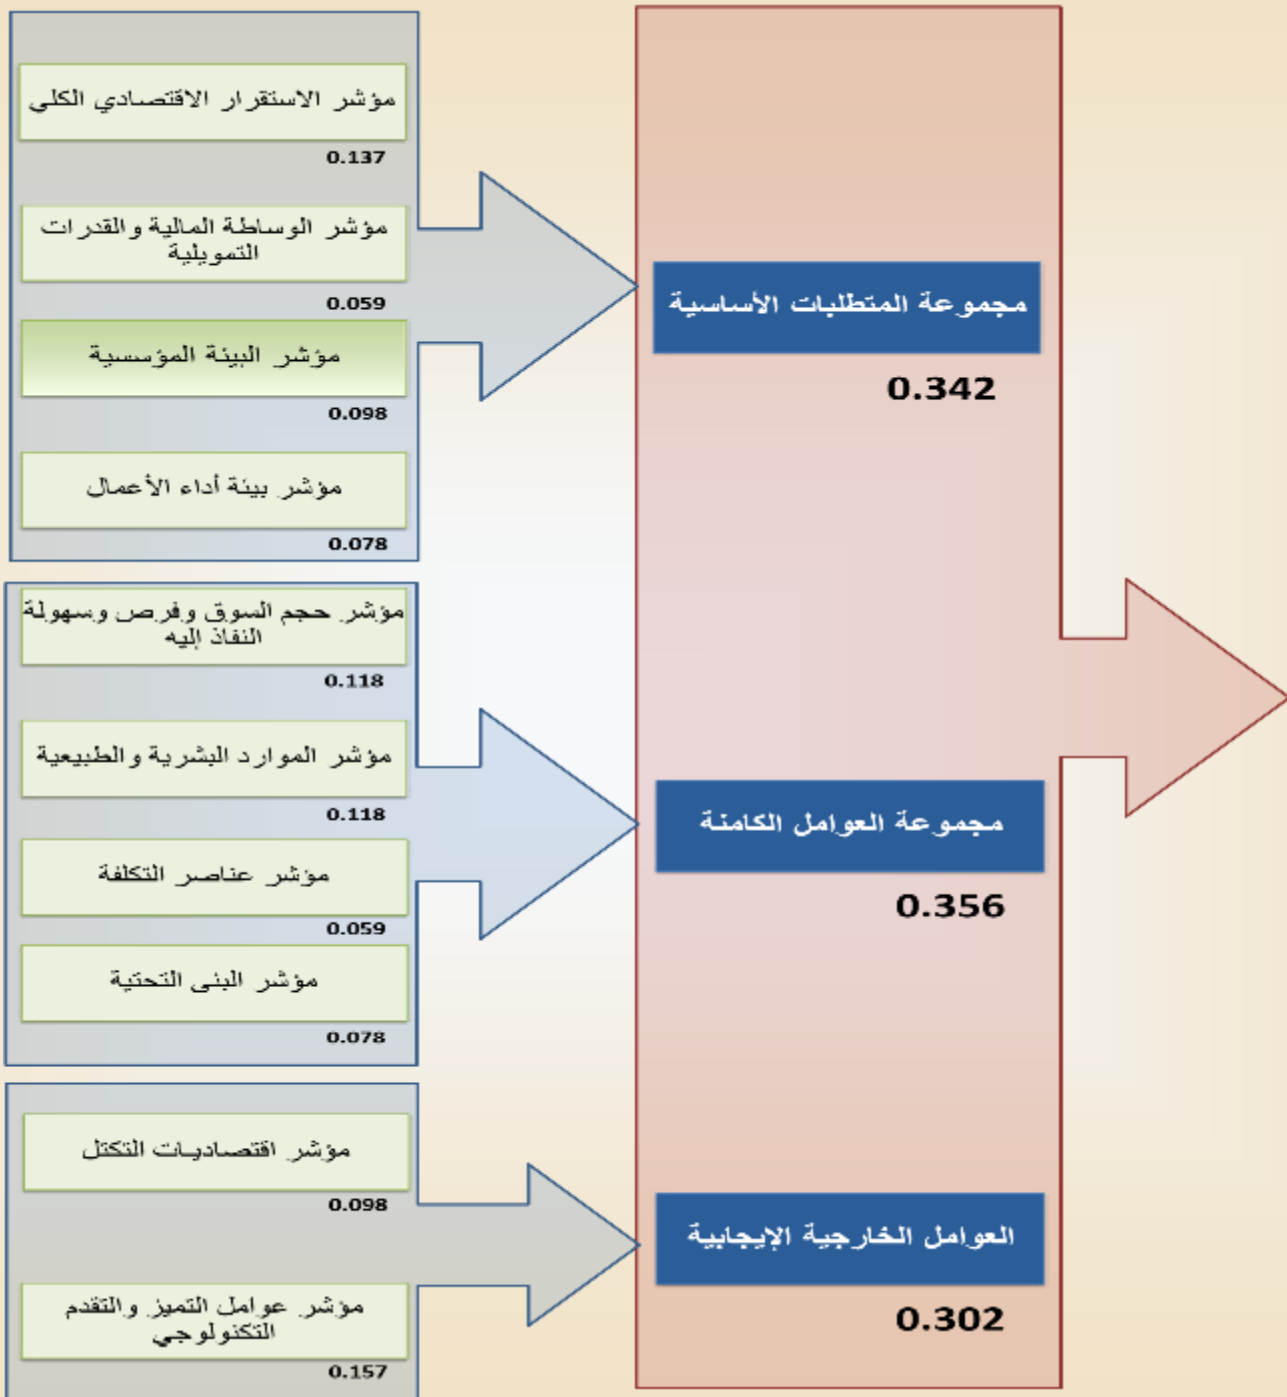 مؤشر الاستقرار الاقتصادي الكلي
0.137
مؤشر الوساطة المالية والقدرات
التمويلية
0.059
مؤشر البيئة المؤسسية
0.098
مؤشر بيئة أداء الأعمال
0.078
مجموعة المتطلبات الأساسية
0.342
مؤشر حجم السوق وفرص وسهولة
النفاذ إليه
0.118
مؤشر الموارد البشرية والطبيعية
0.118
مؤشر عناصر التكلفة
0.059
مؤشر البنى التحتية
0.078
مجموعة العوامل الكامنة
0.356
مؤشر اقتصاديات التكتل
0.098
مؤشر عوامل التميز والتقدم
التكنولوجي
0.157
العوامل الخارجية الإيجابية
0.302